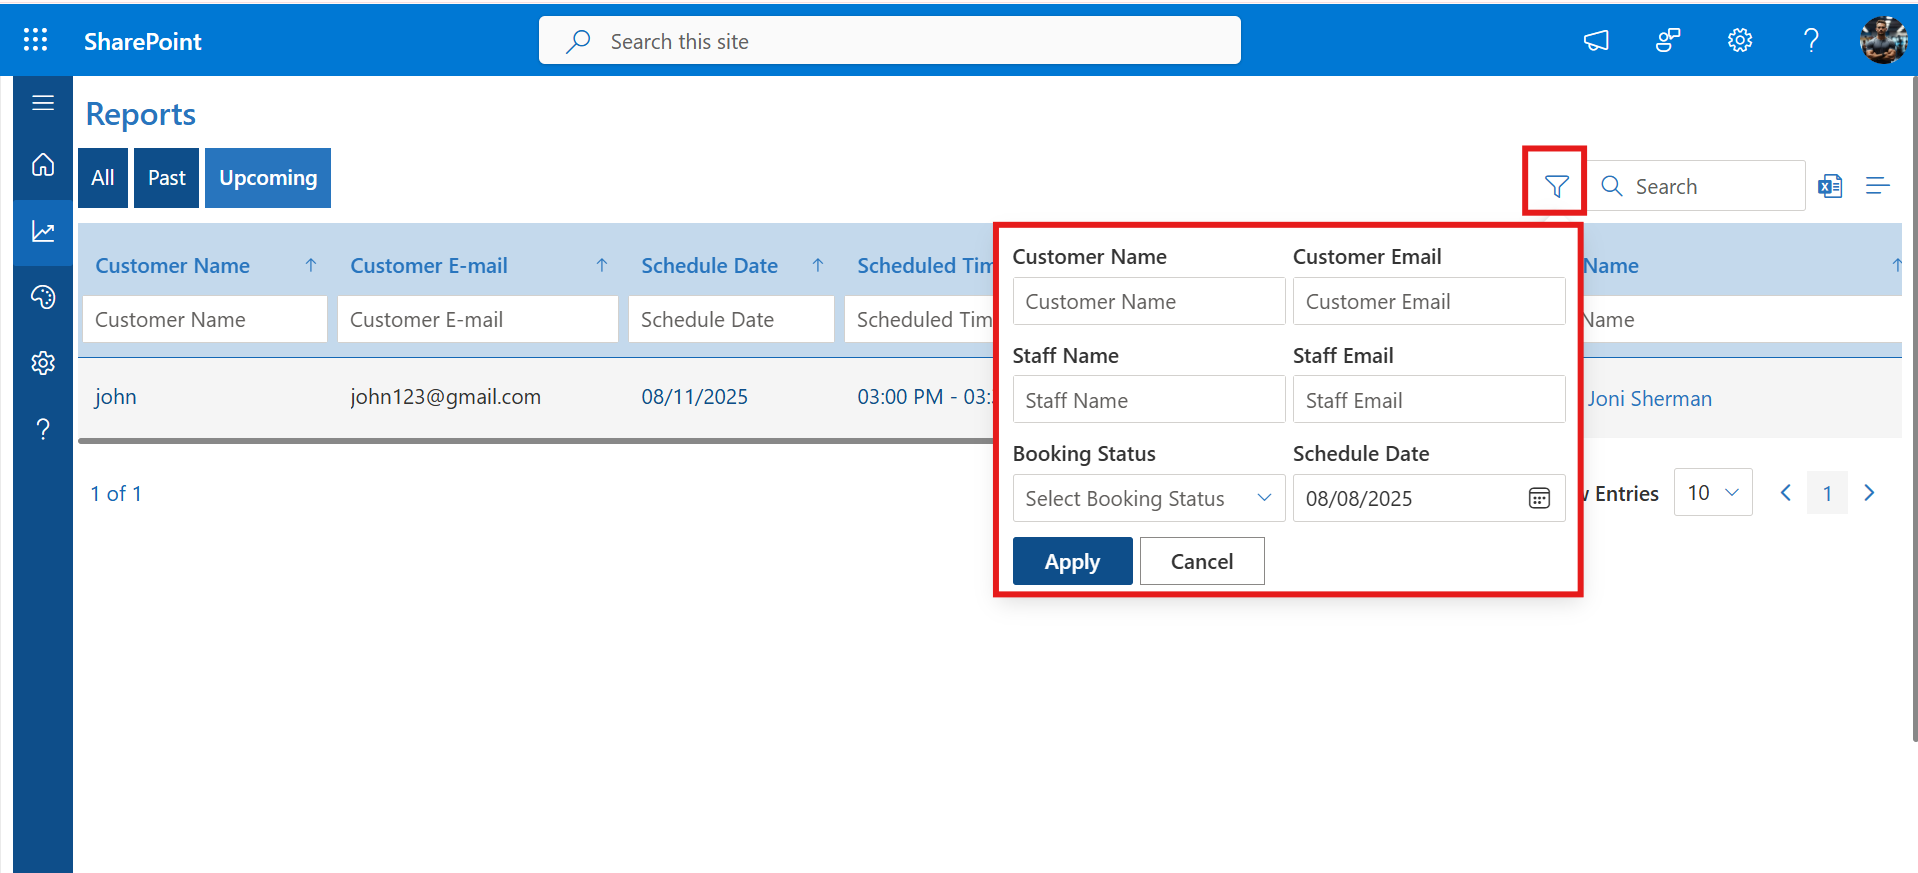 SharePoint
Search this site
Reports
All Past Upcoming
Search
Customer Name Customer E-mail Schedule Date Scheduled Tim Name
Customer Name Customer E-mail Schedule Date Scheduled Tim Name
john john123@gmail.com 08/11/2025 03:00 PM - 03: Joni Sherman
1 of 1
Entries 10 1
Customer Name Customer Email
Customer Name Customer Email
Staff Name Staff Email
Staff Name Staff Email
Booking Status Schedule Date
Select Booking Status 08/08/2025
Apply Cancel